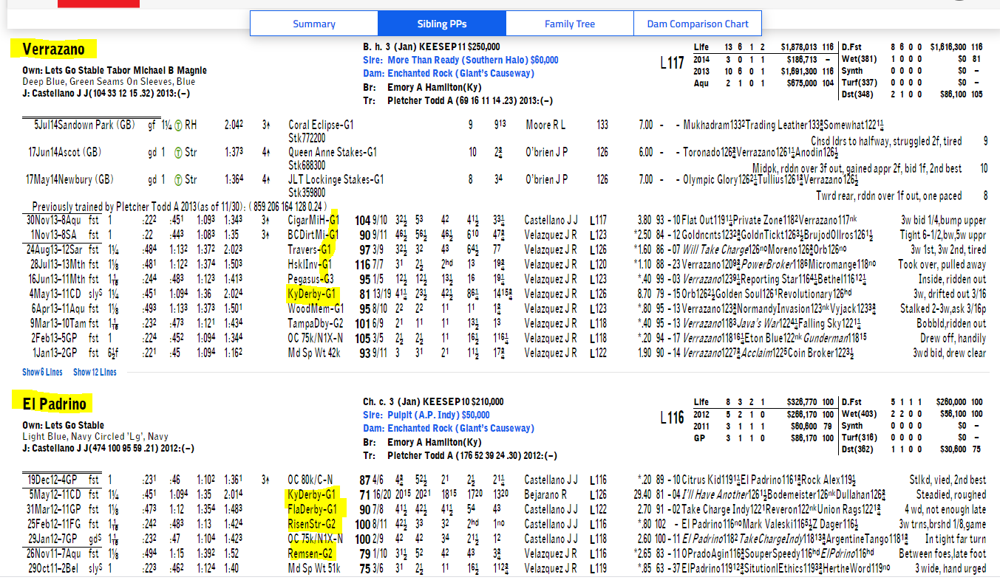 Summary Sibling PPs Family Tree Dam Comparison Chart
Verrazano
Own: Lets Go Stable Tabor Michael B Magnie
Deep Blue, Green Seams On Sleeves, Blue
J: Castellano J J(104 33 12 15 .32) 2013:(-)
B. h. 3 (Jan) KEESEP11 $250,000
Sire: More Than Ready (Southern Halo) $60,000
Dam: Enchanted Rock (Giant's Causeway)
Br: Emory A Hamilton(Ky)
Tr: Pletcher Todd A (69 16 11 14 .23) 2013:(-)
L117
Life 13 6 1 2 $1,878,013 116 D.Fst 8 6 0 0 $1,616,300 116
2014 3 0 1 1 $186,713 - Wet(381) 1 0 0 0 $0 81
2013 10 6 0 1 $1,691,300 116 Synth 0 0 0 0 $0 -
Aqu 2 1 0 1 $675,000 104 Turf(337) 0 0 0 0 $0 -
Dst(348) 2 1 0 0 $86,100 105
5Jul14Sandown Park (GB) gf 1¼ T RH 2:042 3 Coral Eclipse-G1 9 913 Moore R L 133 7.00 - - Mukhadram1332Trading Leather133¾Somewhat1221¼
Stk772200 Chsd ldrs to halfway, struggled 2f, tired 9
17Jun14Ascot (GB) gd 1 T Str 1:373 4 Queen Anne Stakes-G1 10 2¾ O'brien J P 126 6.00 - - Toronado126¾Verrazano1261¼Anodin126½
Stk688300 Midpk, rddn over 3f out, gained appr 2f, bid 1f, 2nd best 10
17May14Newbury (GB) gd 1 T Str 1:364 4 JLT Lockinge Stakes-G1 8 34 O'brien J P 126 7.00 - - Olympic Glory1262¼Tullius1261¾Verrazano126½
Stk359800 Twrd rear, rddn over 1f out, one paced 8
Previously trained by Pletcher Todd A 2013(as of 11/30): ( 859 206 164 128 0.24 )
30Nov13-8Aqu fst 1 :222 :451 1:093 1:343 3 CigarMiH-G1 104 9/10 32½ 53 42 41½ 33¼ Castellano J J L117 3.80 93 - 10 Flat Out1191¼Private Zone1182Verrazano117nk 3w bid 1/4,bump upper
1Nov13-8SA fst 1 :22 :443 1:083 1:35 3 BCDirtMi-G1 90 9/11 46½ 56½ 46½ 610 47¾ Velazquez J R L123 *2.50 84 - 12 Goldncents1232¾GoldnTickt1263½BrujodOllros1261½ Tight 6-1/2,bw,5w uppr
24Aug13-12Sar fst 1¼ :484 1:132 1:372 2:023 Travers-G1 97 3/9 32½ 32 43 64½ 77 Velazquez J R L126 *1.60 86 - 07 Will Take Charge126noMoreno126¾Orb126no 3w 1st, 3w 2nd, tired
28Jul13-13Mth fst 1⅛ :481 1:122 1:374 1:503 HsklInv-G1 116 7/7 31 2½ 2hd 13 19¾ Velazquez J R L120 *1.10 88 - 23 Verrazano1209¾PowerBroker1186Micromange118no Took over, pulled away
16Jun13-11Mth fst 1 1/16 :244 :483 1:123 1:413 Pegasus-G3 95 1/5 12½ 12½ 13½ 16 19¼ Velazquez J R L123 *.40 99 - 03 Verrazano1239¼Reporting Star1164¼Bethel116121¼ Inside, ridden out
4May13-11CD slyS 1¼ :451 1:094 1:36 2:024 KyDerby-G1 81 13/19 41¼ 23½ 42½ 86¼ 1415¾ Velazquez J R L126 8.70 79 - 15 Orb1262½Golden Soul1261Revolutionary126hd 3w, drifted out 3/16
6Apr13-11Aqu fst 1⅛ :493 1:133 1:373 1:501 WoodMem-G1 95 8/10 22 22 11 11 1¾ Velazquez J R L123 *.80 95 - 13 Verrazano123¾NormandyInvasion123nkVyjack1233¾ Stalked 2-3w,ask 3/16p
9Mar13-10Tam fst 1 1/16 :232 :473 1:121 1:434 TampaDby-G2 101 6/9 21 11 11 13½ 13 Velazquez J R L118 *.40 95 - 13 Verrazano1183Java's War1224¼Falling Sky1221¼ Bobbld,ridden out
2Feb13-5GP fst 1 :224 :452 1:094 1:344 OC 75k/N1X-N 105 3/5 2½ 2½ 11 16½ 116¼ Velazquez J R L118 *.20 94 - 17 Verrazano11816¼Eton Blue122nkGunderman11815 Drew off, handily
1Jan13-2GP fst 6½f :221 :45 1:094 1:162 Md Sp Wt 42k 93 9/11 3 31 21 11½ 17¾ Velazquez J R L122 1.90 90 - 14 Verrazano1227¾Acclaim1225Coin Broker1223½ 3wd bid, drew clear
Show 6 Lines Show 12 Lines
El Padrino
Own: Lets Go Stable
Light Blue, Navy Circled 'Lg', Navy
J: Castellano J J(474 100 95 59 .21) 2012:(-)
Ch. c. 3 (Jan) KEESEP10 $210,000
Sire: Pulpit (A.P. Indy) $50,000
Dam: Enchanted Rock (Giant's Causeway)
Br: Emory A Hamilton(Ky)
Tr: Pletcher Todd A (176 52 39 24 .30) 2012:(-)
L116
Life 8 3 2 1 $326,770 100 D.Fst 5 1 1 1 $260,000 100
2012 5 2 1 0 $266,170 100 Wet(403) 2 2 0 0 $56,100 100
2011 3 1 1 1 $60,600 79 Synth 0 0 0 0 $0 -
GP 3 1 1 0 $86,170 100 Turf(316) 0 0 0 0 $0 -
Dst(362) 1 1 0 0 $30,600 75
19Dec12-4GP fst 1 :231 :46 1:102 1:361 3 OC 80k/C-N 87 4/6 4¾ 52½ 21 2½ 21¼ Castellano J J L116 *.20 89 - 10 Citrus Kid1191¼El Padrino1161¾Rock Alex119½ Stlkd, vied, 2nd best
5May12-11CD fst 1¼ :451 1:094 1:35 2:014 KyDerby-G1 71 16/20 2015 2021 1815 1720 1320 Bejarano R L126 29.40 81 - 04 I'll Have Another1261½Bodemeister126nkDullahan126¾ Steadied, roughed
31Mar12-11GP fst 1⅛ :473 1:12 1:354 1:483 FlaDerby-G1 90 7/8 41½ 42½ 41½ 54 43 Castellano J J L122 2.70 91 - 02 Take Charge Indy1221Reveron122nkUnion Rags1221¾ 4 wd, not enough late
25Feb12-11FG fst 1 1/16 :242 :483 1:13 1:424 RisenStr-G2 100 8/11 42½ 33 32 2hd 1no Castellano J J L116 *.80 102 - El Padrino116noMark Valeski1166½Z Dager116½ 3w trns,brshd 1/8,game
29Jan12-7GP gdS 1 1/16 :232 :47 1:104 1:423 OC 75k/N1X-N 100 2/9 42 42 34 21½ 12 Castellano J J L118 2.60 100 - 11 El Padrino1182TakeChargeIndy11813¾ArgentineTango1181¾ In tight far turn
26Nov11-7Aqu fst 1⅛ :494 1:15 1:392 1:52 Remsen-G2 79 1/10 31½ 52 42 43 3¾ Velazquez J R L116 *2.65 83 - 11 OPradoAgin116¾SouperSpeedy116hdElPdrino116hd Between foes,late foot
29Oct11-2Bel slyS 1 :223 :462 1:124 1:40 Md Sp Wt 51k 75 3/6 31 2½ 11 16½ 112¾ Velazquez J R L119 *.85 63 - 37 ElPadrino11912¾SitutionlEthics1193¾HertheWord119no 3 wide, hand urged